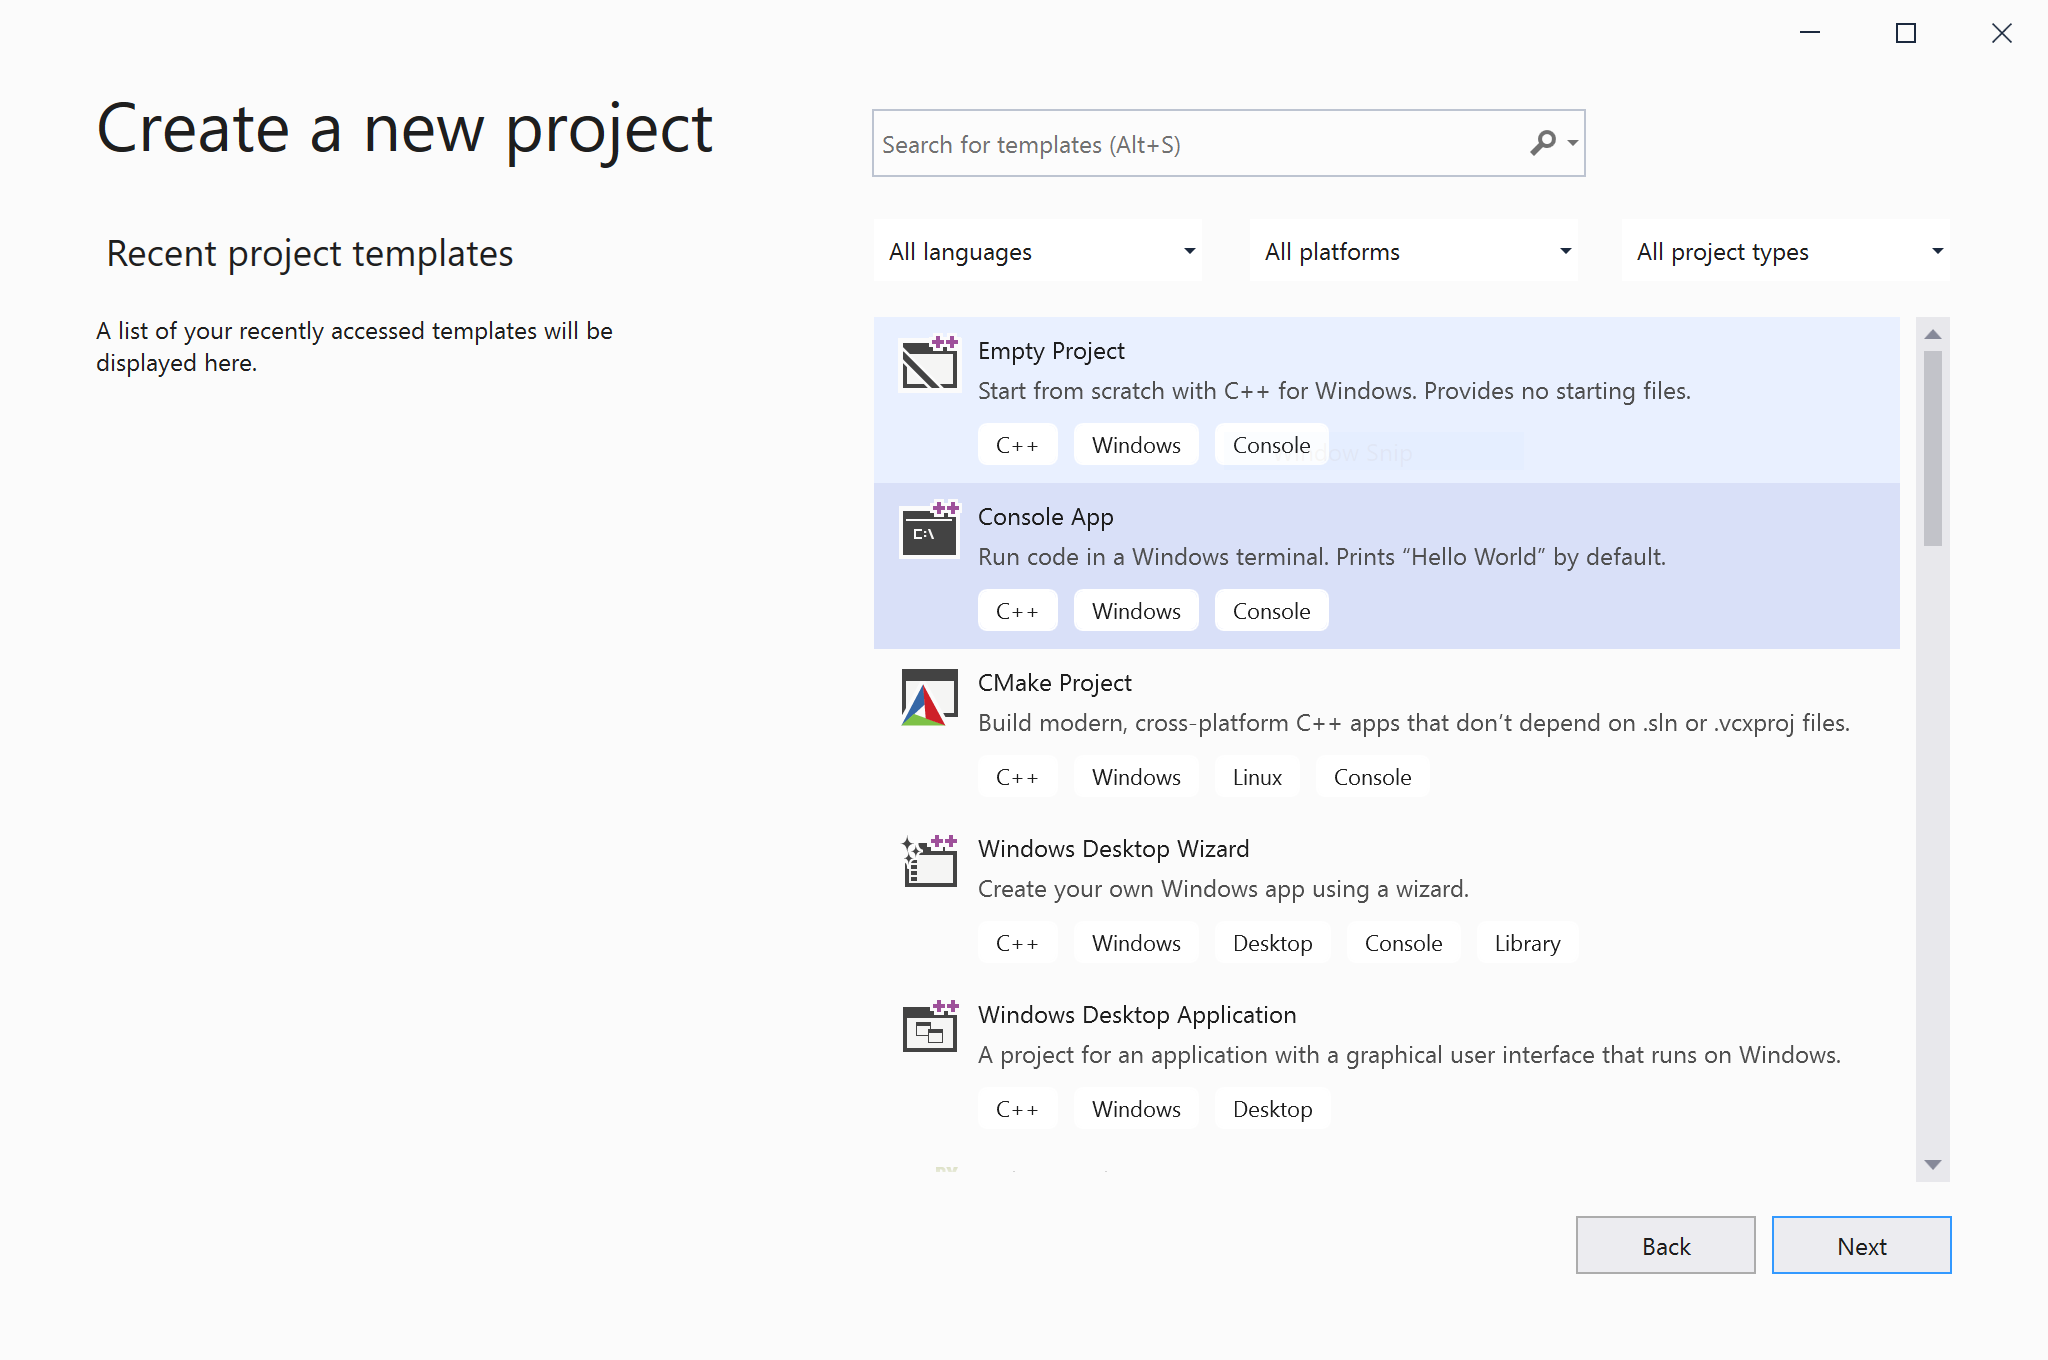 Create a new project
Search for templates (Alt+S)
Recent project templates
All languages
All platforms
All project types
A list of your recently accessed templates will be
displayed here.
Empty Project
Start from scratch with C++ for Windows. Provides no starting files.
C++ Windows Console
Snip
Console App
C:\
Run code in a Windows terminal. Prints “Hello World” by default.
C++ Windows Console
CMake Project
Build modern, cross-platform C++ apps that don’t depend on .sln or .vcxproj files.
C++ Windows Linux Console
Windows Desktop Wizard
Create your own Windows app using a wizard.
C++ Windows Desktop Console Library
Windows Desktop Application
A project for an application with a graphical user interface that runs on Windows.
C++ Windows Desktop
Back
Next